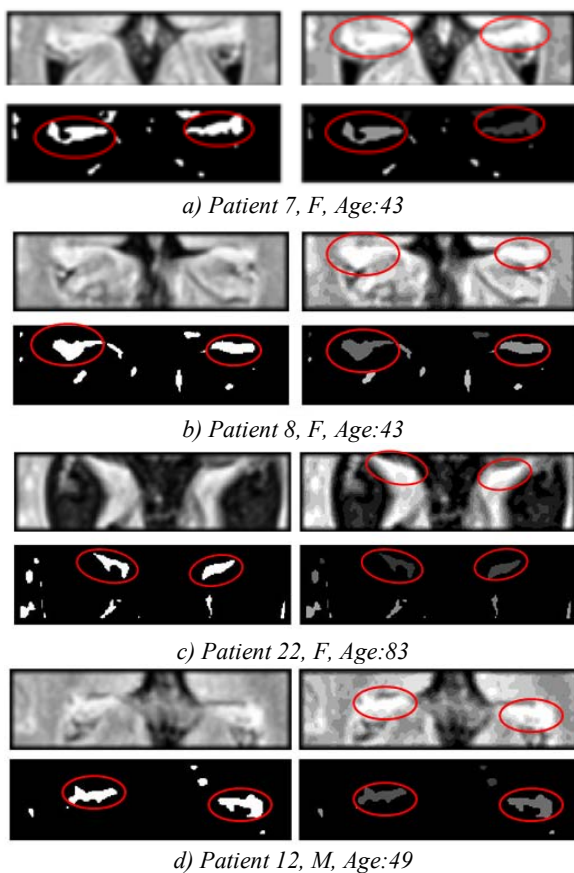 a) Patient 7, F, Age:43
b) Patient 8, F, Age:43
c) Patient 22, F, Age:83
d) Patient 12, M, Age:49